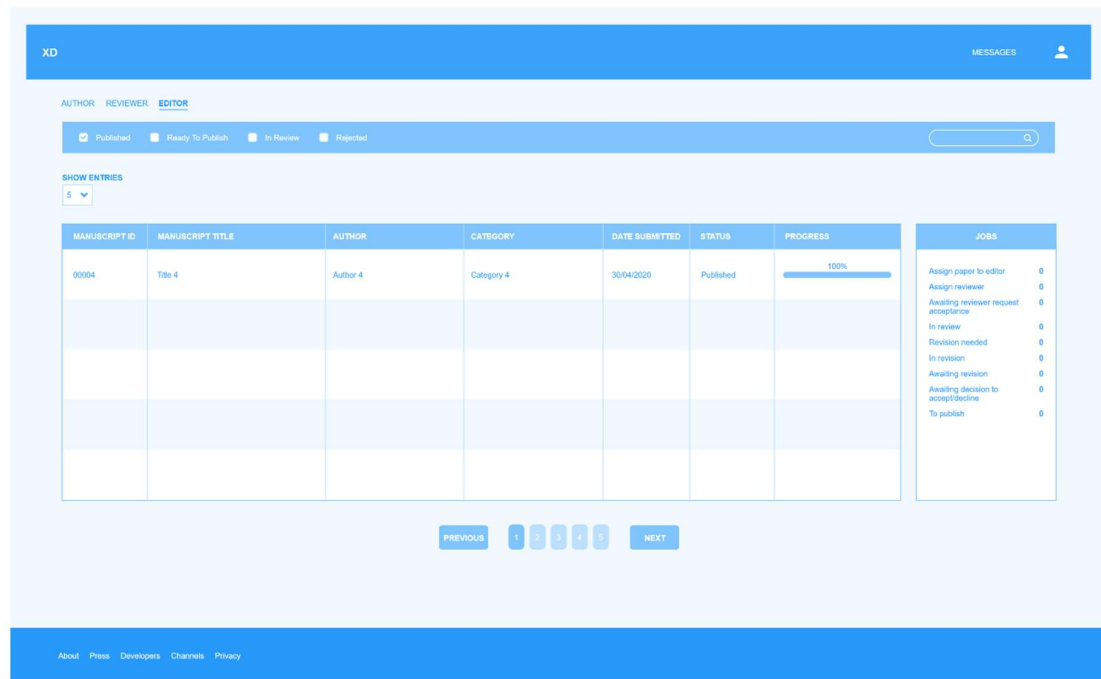 XD
MESSAGES
AUTHOR REVIEWER EDITOR
Published Ready To Publish In Review Rejected
SHOW ENTRIES
5
MANUSCRIPT ID MANUSCRIPT TITLE AUTHOR CATEGORY DATE SUBMITTED STATUS PROGRESS
00004 Title 4 Author 4 Category 4 30/04/2020 Published 100%
JOBS
Assign paper to editor 0
Assign reviewer 0
Awaiting reviewer request 0
acceptance
In review 0
Revision needed 0
In revision 0
Awaiting revision 0
Awaiting decision to 0
accept/decline
To publish 0
PREVIOUS 1 2 3 4 5 NEXT
About Press Developers Channels Privacy